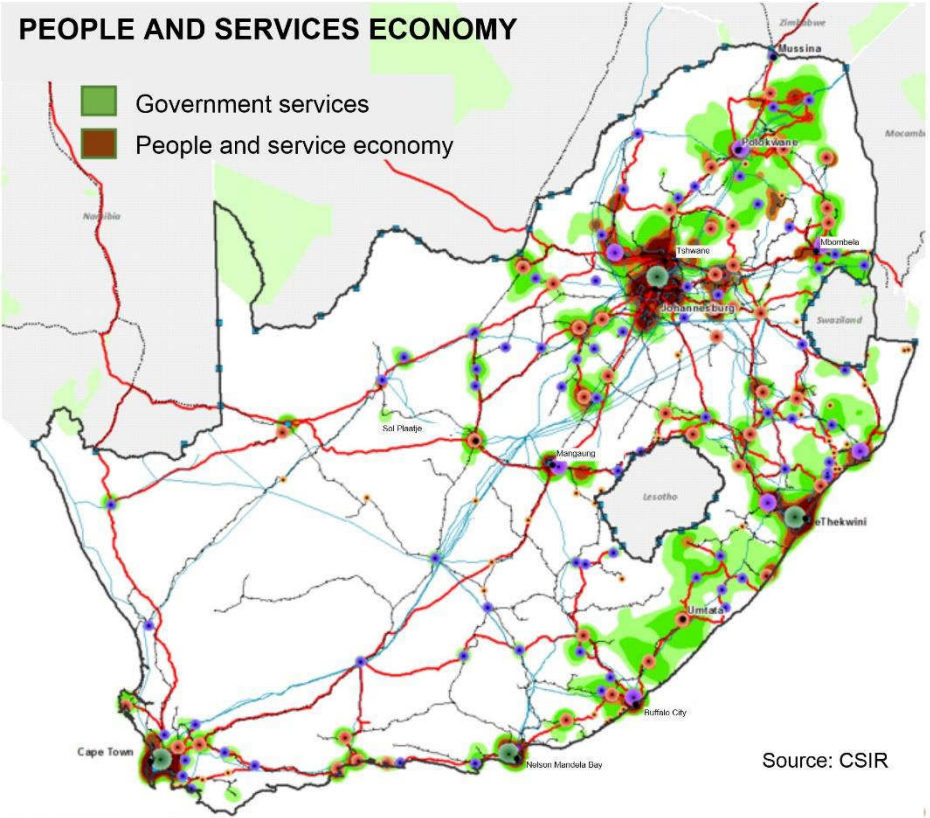 PEOPLE AND SERVICES ECONOMY
Zimbabwe
Mussina
Government services
People and service economy
Mocamb
Polokwane
Namibia
Mbombela
Tshwane
Johannesburg
Swaziland
Sol Plaatje
Mangaung
Lesotho
eThekwini
Umtata
Buffalo City
Cape Town
Nelson Mandela Bay
Source: CSIR